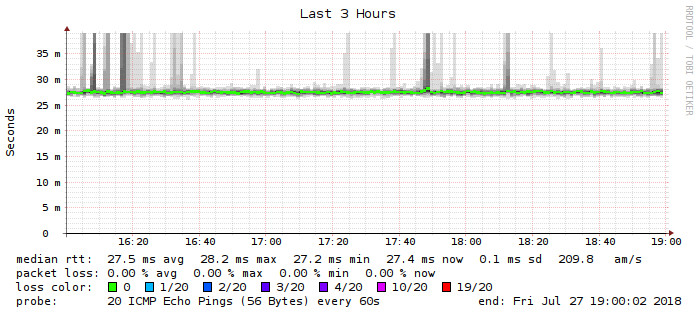 Last 3 Hours
RRDTOOL / TOBI OETIKER
Seconds
35 m
30 m
25 m
20 m
15 m
10 m
5 m
0
16:20 16:40 17:00 17:20 17:40 18:00 18:20 18:40 19:00
median rtt: 27.5 ms avg 28.2 ms max 27.2 ms min 27.4 ms now 0.1 ms sd 209.8 am/s
packet loss: 0.00 % avg 0.00 % max 0.00 % min 0.00 % now
loss color: 0 1/20 2/20 3/20 4/20 10/20 19/20
probe: 20 ICMP Echo Pings (56 Bytes) every 60s end: Fri Jul 27 19:00:02 2018